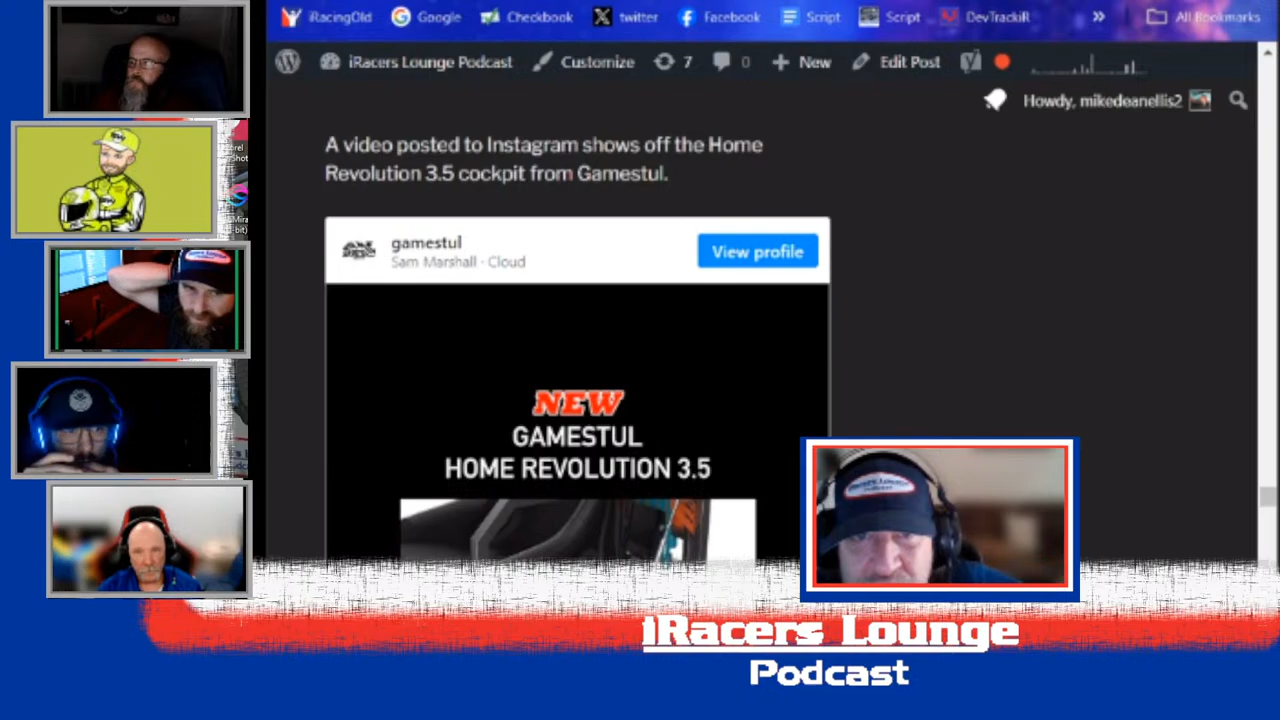 iRacingOld
Google
Checkbook
twitter
Facebook
Script
Script
DevTrackiR
»
All Bookmarks
iRacers Lounge Podcast
Customize
7
0
New
Edit Post
Howdy, mikedeanellis2
A video posted to Instagram shows off the Home
Revolution 3.5 cockpit from Gamestul.
gamestul
Sam Marshall · Cloud
View profile
NEW
GAMESTUL
HOME REVOLUTION 3.5
iRacers Lounge
Podcast